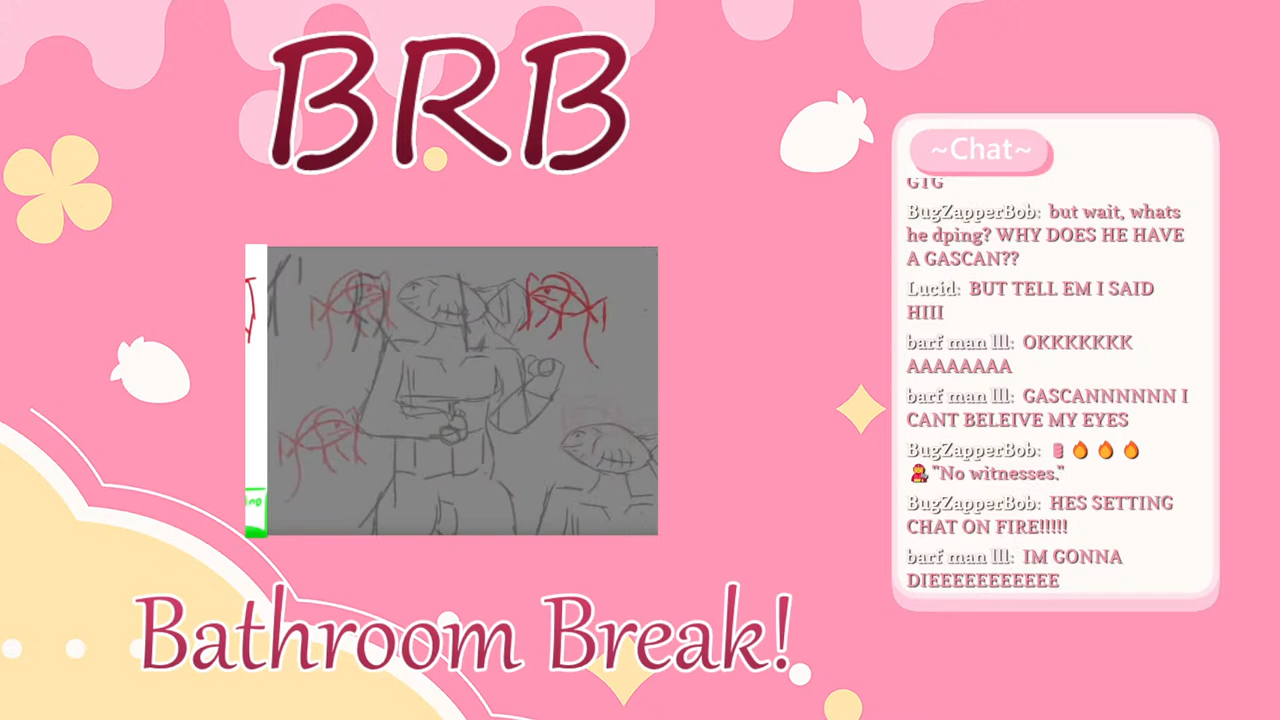 BRB
~Chat~
GTG
BugZapperBob: but wait, whats
he dping? WHY DOES HE HAVE
A GASCAN??
Lucid: BUT TELL EM I SAID
HIII
barf man lll: OKKKKKKK
AAAAAAAA
barf man lll: GASCANNNNNN I
CANT BELEIVE MY EYES
BugZapperBob: 🛢🔥🔥🔥
"No witnesses."
BugZapperBob: HES SETTING
CHAT ON FIRE!!!!!
barf man lll: IM GONNA
DIEEEEEEEEEEE
Bathroom Break!